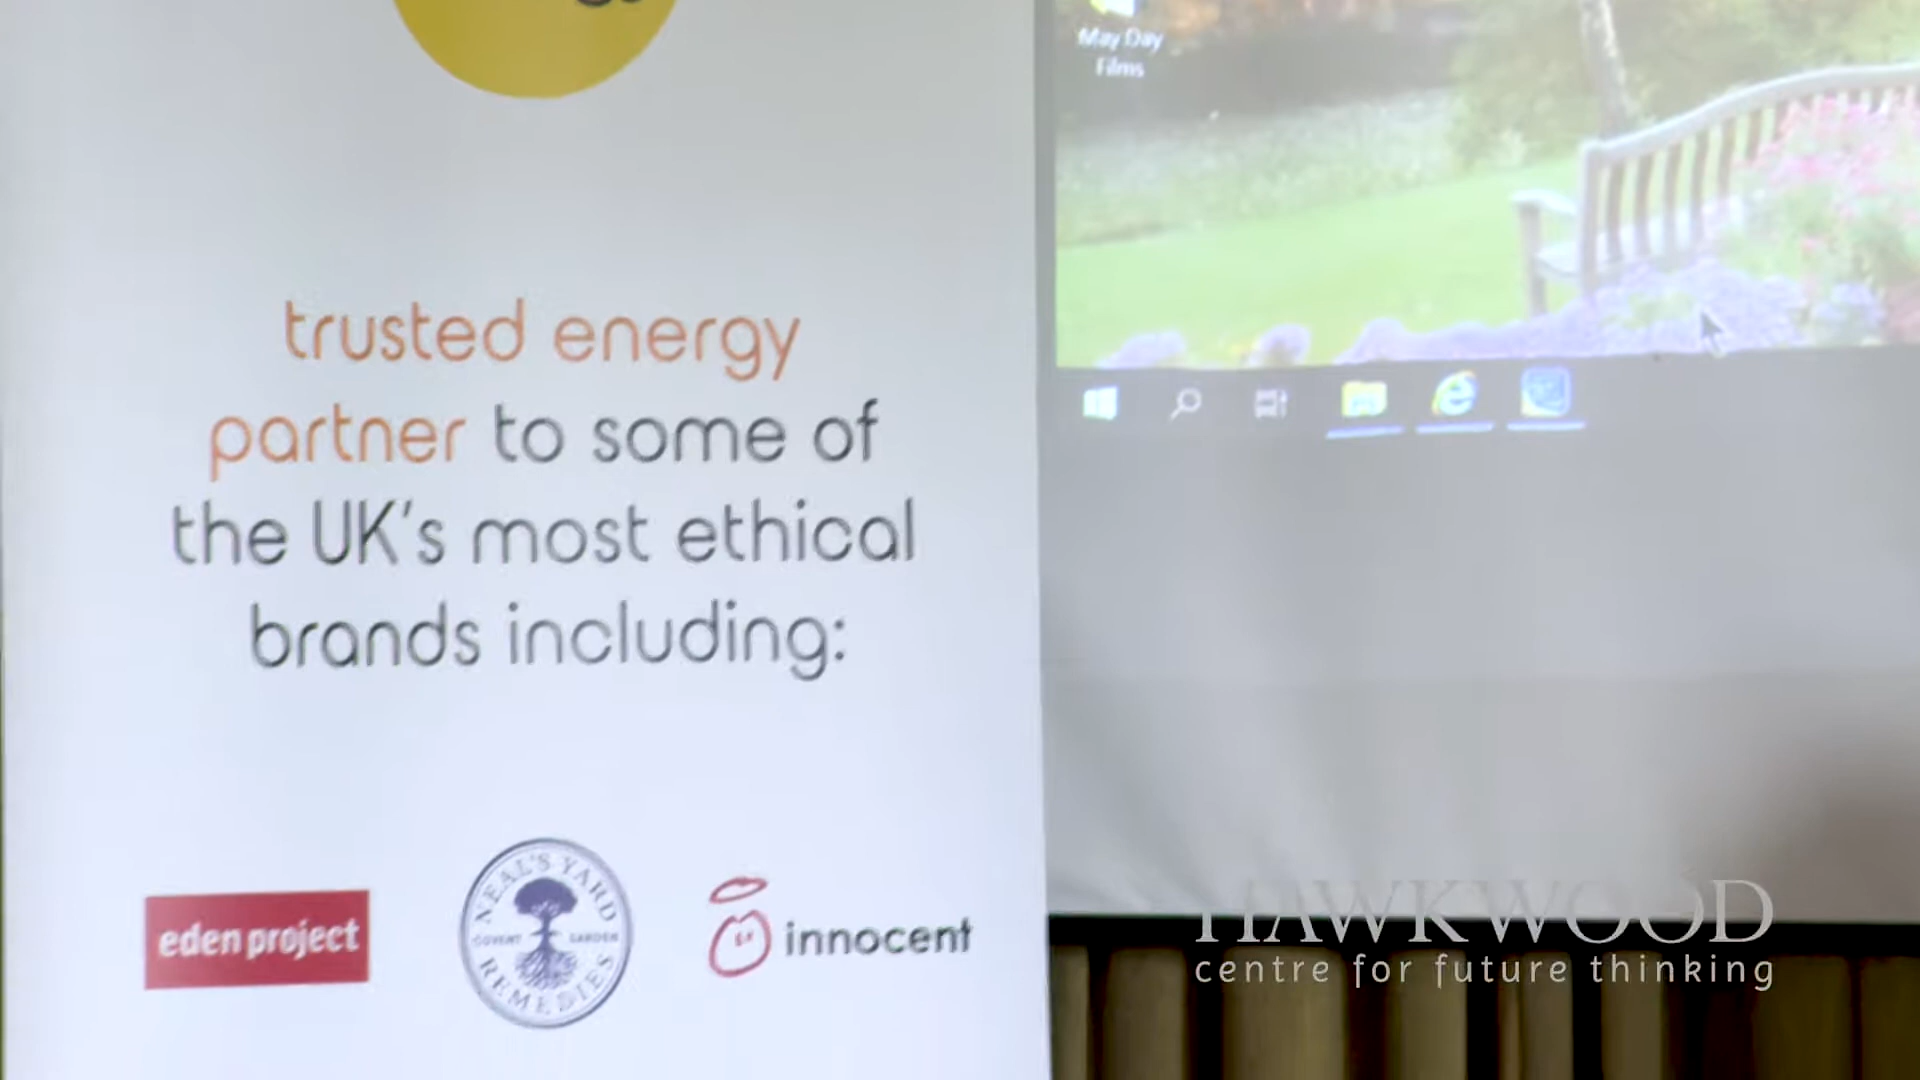 trusted energy
partner to some of
the UK's most ethical
brands including:
eden project
NEAL'S YARD
COVENT GARDEN
REMEDIES
innocent
May Day
Films
HAWKWOOD
centre for future thinking